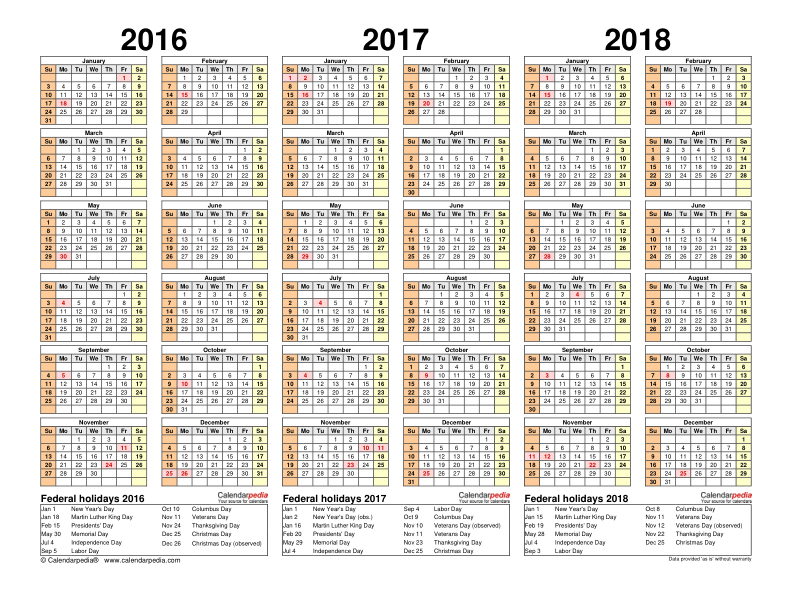 2016
January
Su Mo Tu We Th Fr Sa
1 2
3 4 5 6 7 8 9
10 11 12 13 14 15 16
17 18 19 20 21 22 23
24 25 26 27 28 29 30
31
February
Su Mo Tu We Th Fr Sa
1 2 3 4 5 6
7 8 9 10 11 12 13
14 15 16 17 18 19 20
21 22 23 24 25 26 27
28 29
March
Su Mo Tu We Th Fr Sa
1 2 3 4 5
6 7 8 9 10 11 12
13 14 15 16 17 18 19
20 21 22 23 24 25 26
27 28 29 30 31
April
Su Mo Tu We Th Fr Sa
1 2
3 4 5 6 7 8 9
10 11 12 13 14 15 16
17 18 19 20 21 22 23
24 25 26 27 28 29 30
May
Su Mo Tu We Th Fr Sa
1 2 3 4 5 6 7
8 9 10 11 12 13 14
15 16 17 18 19 20 21
22 23 24 25 26 27 28
29 30 31
June
Su Mo Tu We Th Fr Sa
1 2 3 4
5 6 7 8 9 10 11
12 13 14 15 16 17 18
19 20 21 22 23 24 25
26 27 28 29 30
July
Su Mo Tu We Th Fr Sa
1 2
3 4 5 6 7 8 9
10 11 12 13 14 15 16
17 18 19 20 21 22 23
24 25 26 27 28 29 30
31
August
Su Mo Tu We Th Fr Sa
1 2 3 4 5 6
7 8 9 10 11 12 13
14 15 16 17 18 19 20
21 22 23 24 25 26 27
28 29 30 31
September
Su Mo Tu We Th Fr Sa
1 2 3
4 5 6 7 8 9 10
11 12 13 14 15 16 17
18 19 20 21 22 23 24
25 26 27 28 29 30
October
Su Mo Tu We Th Fr Sa
1
2 3 4 5 6 7 8
9 10 11 12 13 14 15
16 17 18 19 20 21 22
23 24 25 26 27 28 29
30 31
November
Su Mo Tu We Th Fr Sa
1 2 3 4 5
6 7 8 9 10 11 12
13 14 15 16 17 18 19
20 21 22 23 24 25 26
27 28 29 30
December
Su Mo Tu We Th Fr Sa
1 2 3
4 5 6 7 8 9 10
11 12 13 14 15 16 17
18 19 20 21 22 23 24
25 26 27 28 29 30 31
Federal holidays 2016
Calendarpedia
Your source for calendars
Jan 1 New Year's Day
Jan 18 Martin Luther King Day
Feb 15 Presidents' Day
May 30 Memorial Day
Jul 4 Independence Day
Sep 5 Labor Day
Oct 10 Columbus Day
Nov 11 Veterans Day
Nov 24 Thanksgiving Day
Dec 25 Christmas Day
Dec 26 Christmas Day (observed)
2017
January
Su Mo Tu We Th Fr Sa
1 2 3 4 5 6 7
8 9 10 11 12 13 14
15 16 17 18 19 20 21
22 23 24 25 26 27 28
29 30 31
February
Su Mo Tu We Th Fr Sa
1 2 3 4
5 6 7 8 9 10 11
12 13 14 15 16 17 18
19 20 21 22 23 24 25
26 27 28
March
Su Mo Tu We Th Fr Sa
1 2 3 4
5 6 7 8 9 10 11
12 13 14 15 16 17 18
19 20 21 22 23 24 25
26 27 28 29 30 31
April
Su Mo Tu We Th Fr Sa
1
2 3 4 5 6 7 8
9 10 11 12 13 14 15
16 17 18 19 20 21 22
23 24 25 26 27 28 29
30
May
Su Mo Tu We Th Fr Sa
1 2 3 4 5 6
7 8 9 10 11 12 13
14 15 16 17 18 19 20
21 22 23 24 25 26 27
28 29 30 31
June
Su Mo Tu We Th Fr Sa
1 2 3
4 5 6 7 8 9 10
11 12 13 14 15 16 17
18 19 20 21 22 23 24
25 26 27 28 29 30
July
Su Mo Tu We Th Fr Sa
1
2 3 4 5 6 7 8
9 10 11 12 13 14 15
16 17 18 19 20 21 22
23 24 25 26 27 28 29
30 31
August
Su Mo Tu We Th Fr Sa
1 2 3 4 5
6 7 8 9 10 11 12
13 14 15 16 17 18 19
20 21 22 23 24 25 26
27 28 29 30 31
September
Su Mo Tu We Th Fr Sa
1 2
3 4 5 6 7 8 9
10 11 12 13 14 15 16
17 18 19 20 21 22 23
24 25 26 27 28 29 30
October
Su Mo Tu We Th Fr Sa
1 2 3 4 5 6 7
8 9 10 11 12 13 14
15 16 17 18 19 20 21
22 23 24 25 26 27 28
29 30 31
November
Su Mo Tu We Th Fr Sa
1 2 3 4
5 6 7 8 9 10 11
12 13 14 15 16 17 18
19 20 21 22 23 24 25
26 27 28 29 30
December
Su Mo Tu We Th Fr Sa
1 2
3 4 5 6 7 8 9
10 11 12 13 14 15 16
17 18 19 20 21 22 23
24 25 26 27 28 29 30
31
Federal holidays 2017
Calendarpedia
Your source for calendars
Jan 1 New Year's Day
Jan 2 New Year's Day (obs.)
Jan 16 Martin Luther King Day
Feb 20 Presidents' Day
May 29 Memorial Day
Jul 4 Independence Day
Sep 4 Labor Day
Oct 9 Columbus Day
Nov 10 Veterans Day (observed)
Nov 11 Veterans Day
Nov 23 Thanksgiving Day
Dec 25 Christmas Day
2018
January
Su Mo Tu We Th Fr Sa
1 2 3 4 5 6
7 8 9 10 11 12 13
14 15 16 17 18 19 20
21 22 23 24 25 26 27
28 29 30 31
February
Su Mo Tu We Th Fr Sa
1 2 3
4 5 6 7 8 9 10
11 12 13 14 15 16 17
18 19 20 21 22 23 24
25 26 27 28
March
Su Mo Tu We Th Fr Sa
1 2 3
4 5 6 7 8 9 10
11 12 13 14 15 16 17
18 19 20 21 22 23 24
25 26 27 28 29 30 31
April
Su Mo Tu We Th Fr Sa
1 2 3 4 5 6 7
8 9 10 11 12 13 14
15 16 17 18 19 20 21
22 23 24 25 26 27 28
29 30
May
Su Mo Tu We Th Fr Sa
1 2 3 4 5
6 7 8 9 10 11 12
13 14 15 16 17 18 19
20 21 22 23 24 25 26
27 28 29 30 31
June
Su Mo Tu We Th Fr Sa
1 2
3 4 5 6 7 8 9
10 11 12 13 14 15 16
17 18 19 20 21 22 23
24 25 26 27 28 29 30
July
Su Mo Tu We Th Fr Sa
1 2 3 4 5 6 7
8 9 10 11 12 13 14
15 16 17 18 19 20 21
22 23 24 25 26 27 28
29 30 31
August
Su Mo Tu We Th Fr Sa
1 2 3 4
5 6 7 8 9 10 11
12 13 14 15 16 17 18
19 20 21 22 23 24 25
26 27 28 29 30 31
September
Su Mo Tu We Th Fr Sa
1
2 3 4 5 6 7 8
9 10 11 12 13 14 15
16 17 18 19 20 21 22
23 24 25 26 27 28 29
30
October
Su Mo Tu We Th Fr Sa
1 2 3 4 5 6
7 8 9 10 11 12 13
14 15 16 17 18 19 20
21 22 23 24 25 26 27
28 29 30 31
November
Su Mo Tu We Th Fr Sa
1 2 3
4 5 6 7 8 9 10
11 12 13 14 15 16 17
18 19 20 21 22 23 24
25 26 27 28 29 30
December
Su Mo Tu We Th Fr Sa
1
2 3 4 5 6 7 8
9 10 11 12 13 14 15
16 17 18 19 20 21 22
23 24 25 26 27 28 29
30 31
Federal holidays 2018
Calendarpedia
Your source for calendars
Jan 1 New Year's Day
Jan 15 Martin Luther King Day
Feb 19 Presidents' Day
May 28 Memorial Day
Jul 4 Independence Day
Sep 3 Labor Day
Oct 8 Columbus Day
Nov 11 Veterans Day
Nov 12 Veterans Day (observed)
Nov 22 Thanksgiving Day
Dec 25 Christmas Day
© Calendarpedia® www.calendarpedia.com
Data provided 'as is' without warranty